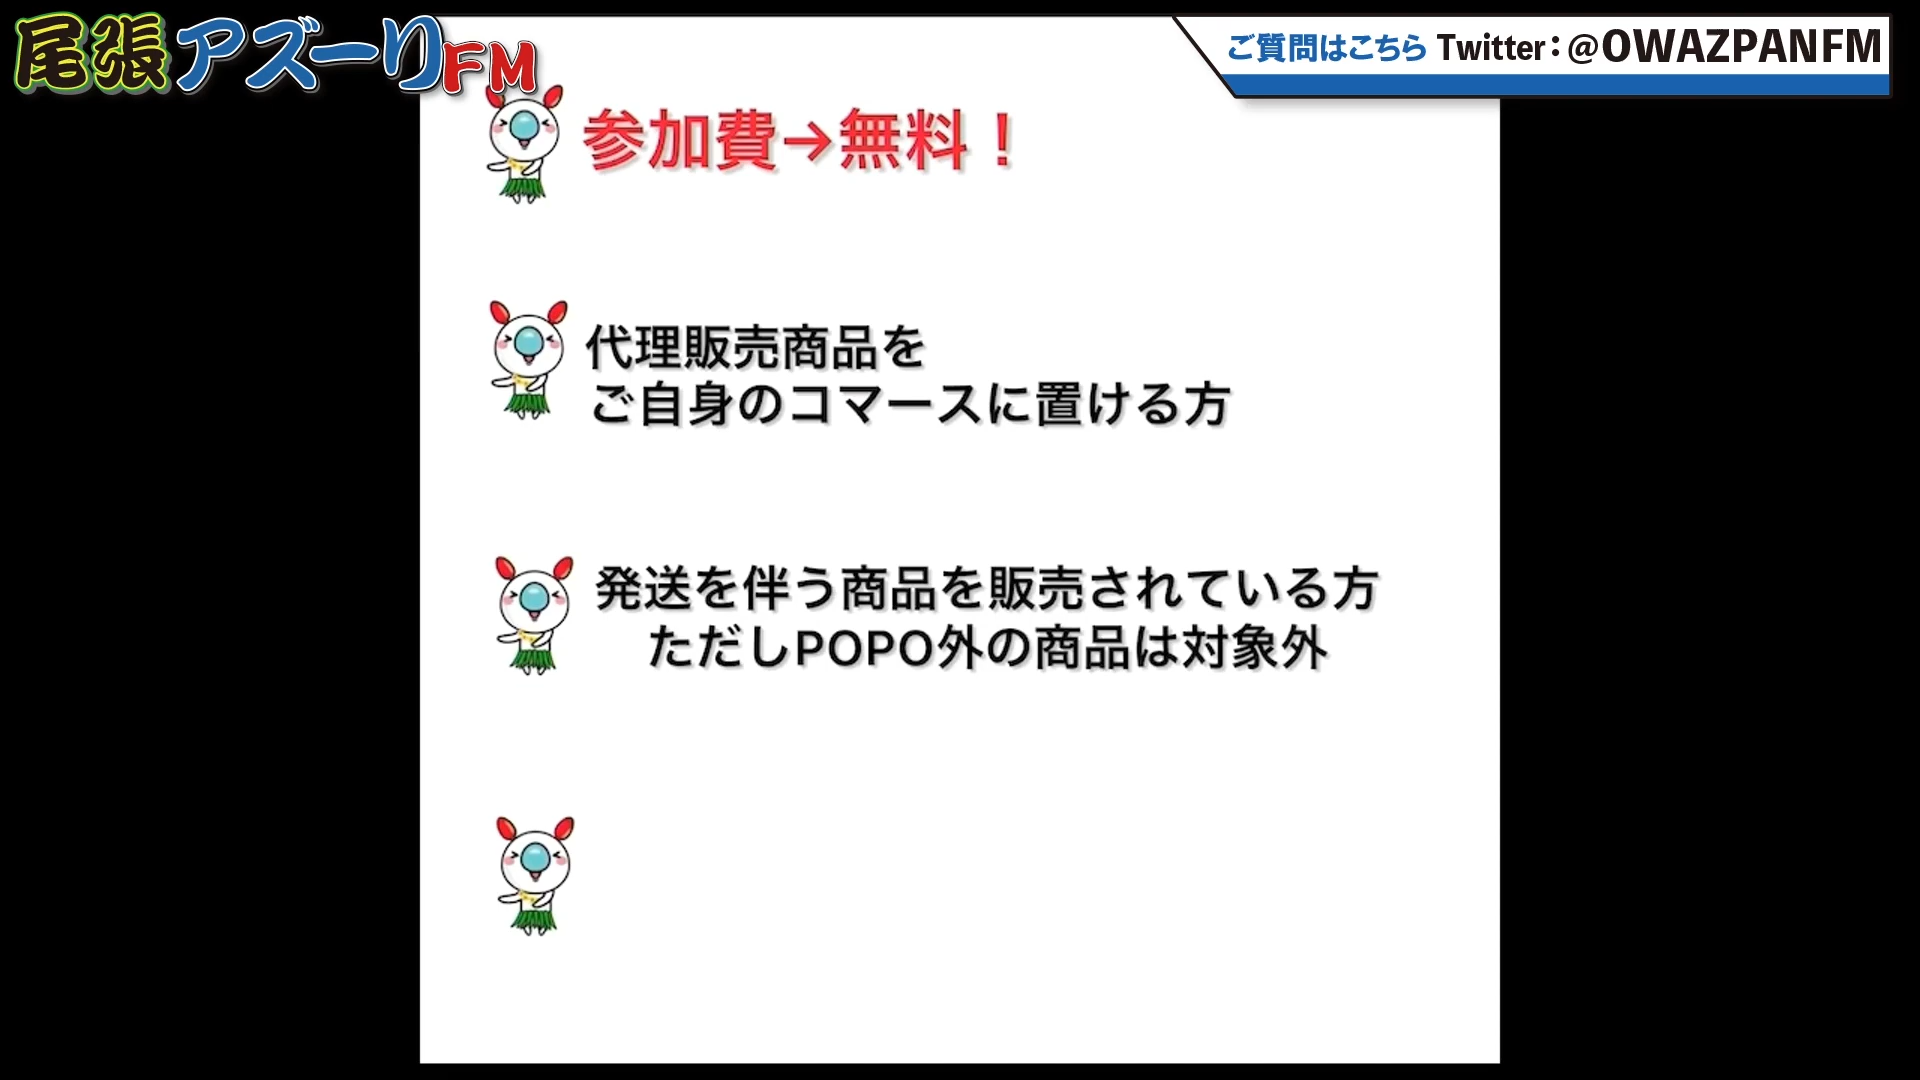 尾張アズーリFM
ご質問はこちら Twitter：@OWAZPANFM
参加費→無料！
代理販売商品を
ご自身のコマースに置ける方
発送を伴う商品を販売されている方
ただしPOPO外の商品は対象外